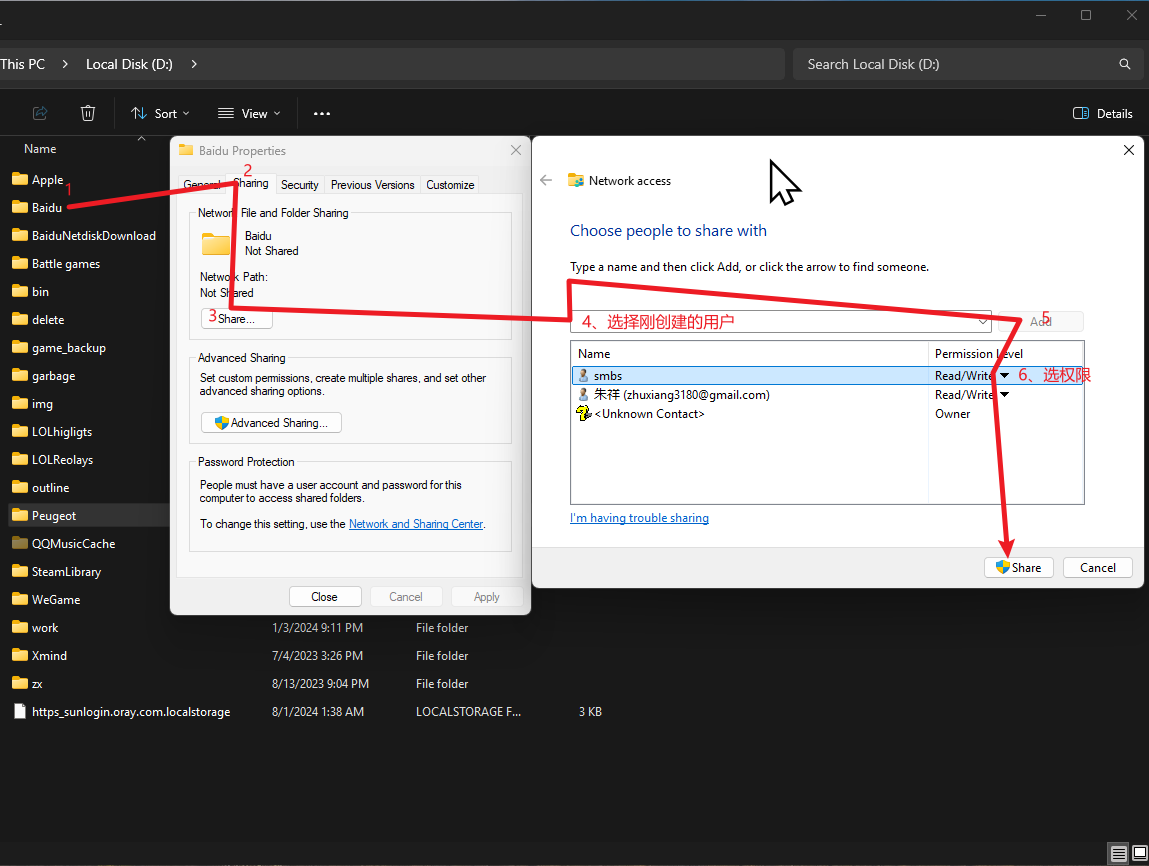 This PC > Local Disk (D:) >
Search Local Disk (D:)
Sort
View
Details
Name
Apple
Baidu
BaiduNetdiskDownload
Battle games
bin
delete
game_backup
garbage
img
LOLhigligts
LOLReolays
outline
Peugeot
QQMusicCache
SteamLibrary
WeGame
work 1/3/2024 9:11 PM File folder
Xmind 7/4/2023 3:26 PM File folder
zx 8/13/2023 9:04 PM File folder
https_sunlogin.oray.com.localstorage 8/1/2024 1:38 AM LOCALSTORAGE F... 3 KB
1
Baidu Properties
2
General Sharing Security Previous Versions Customize
Network File and Folder Sharing
Baidu
Not Shared
Network Path:
Not Shared
3
Share...
Advanced Sharing
Set custom permissions, create multiple shares, and set other
advanced sharing options.
Advanced Sharing...
Password Protection
People must have a user account and password for this
computer to access shared folders.
To change this setting, use the Network and Sharing Center.
Close Cancel Apply
Network access
Choose people to share with
Type a name and then click Add, or click the arrow to find someone.
4、选择刚创建的用户
Add
5
Name Permission Level
smbs Read/Write
6、选权限
朱祥 (zhuxiang3180@gmail.com) Read/Write
<Unknown Contact> Owner
I'm having trouble sharing
Share Cancel